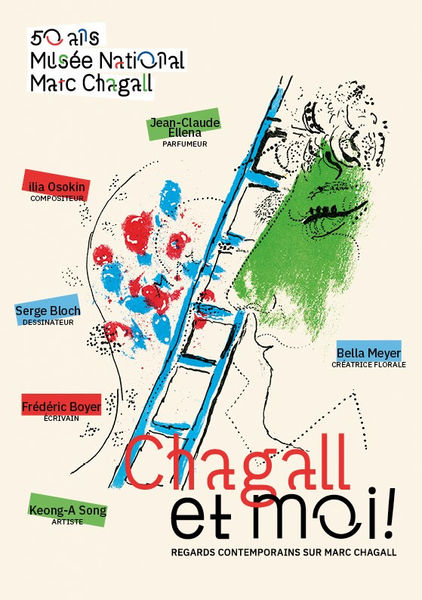 50 ans
Musée National
Marc Chagall
Jean-Claude
Ellena
PARFUMEUR
ilia Osokin
COMPOSITEUR
Serge Bloch
DESSINATEUR
Bella Meyer
CRÉATRICE FLORALE
Frédéric Boyer
ÉCRIVAIN
Keong-A Song
ARTISTE
Chagall
et moi!
REGARDS CONTEMPORAINS SUR MARC CHAGALL